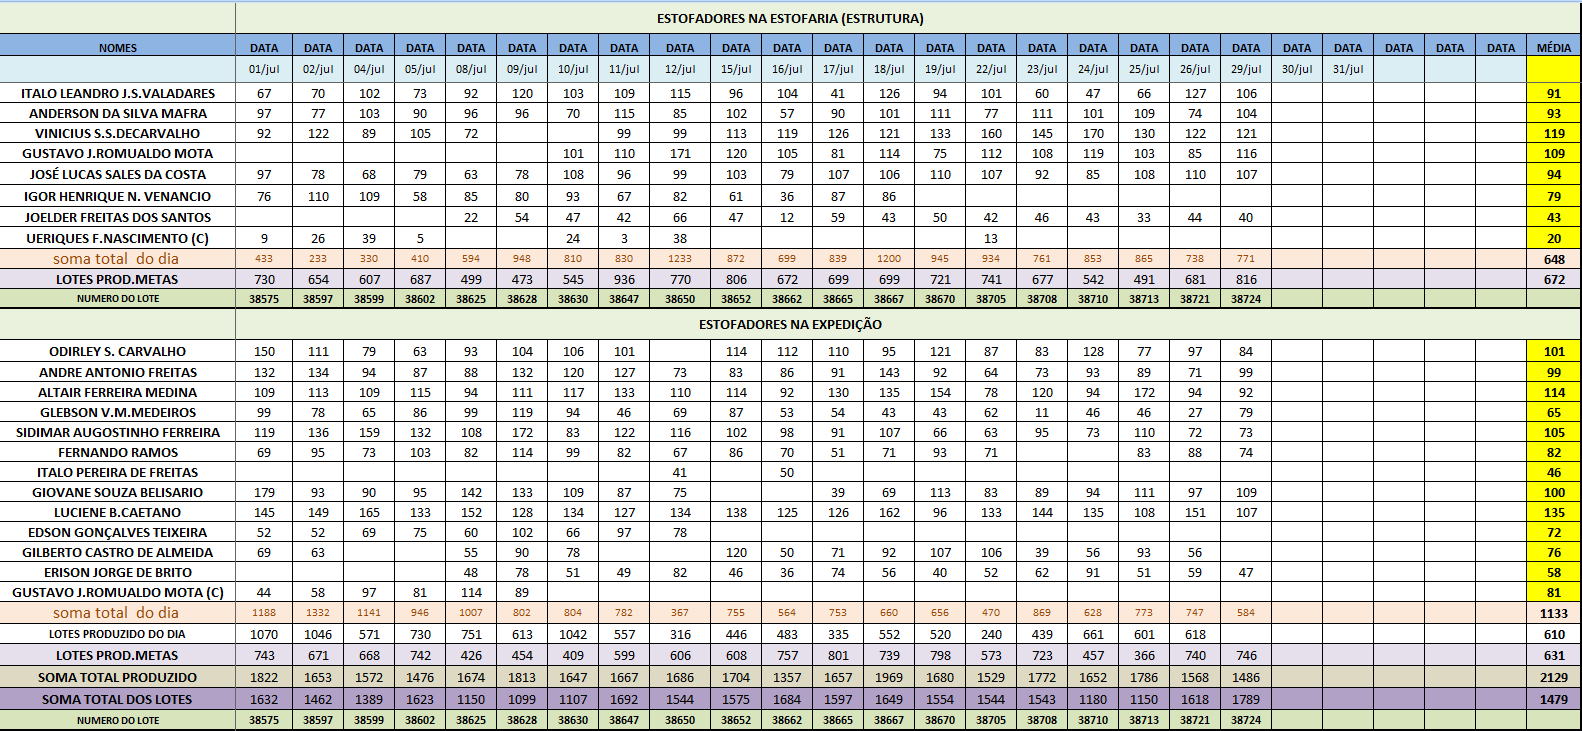 ESTOFADORES NA ESTOFARIA (ESTRUTURA)
NOMES DATA DATA DATA DATA DATA DATA DATA DATA DATA DATA DATA DATA DATA DATA DATA DATA DATA DATA DATA DATA DATA DATA DATA DATA DATA MÉDIA
01/jul 02/jul 04/jul 05/jul 08/jul 09/jul 10/jul 11/jul 12/jul 15/jul 16/jul 17/jul 18/jul 19/jul 22/jul 23/jul 24/jul 25/jul 26/jul 29/jul 30/jul 31/jul
ITALO LEANDRO J.S.VALADARES 67 70 102 73 92 120 103 109 115 96 104 41 126 94 101 60 47 66 127 106 91
ANDERSON DA SILVA MAFRA 97 77 103 90 96 96 70 115 85 102 57 90 101 111 77 111 101 109 74 104 93
VINICIUS S.S.DECARVALHO 92 122 89 105 72 99 99 113 119 126 121 133 160 145 170 130 122 121 119
GUSTAVO J.ROMUALDO MOTA 101 110 171 120 105 81 114 75 112 108 119 103 85 116 109
JOSÉ LUCAS SALES DA COSTA 97 78 68 79 63 78 108 96 99 103 79 107 106 110 107 92 85 108 110 107 94
IGOR HENRIQUE N. VENANCIO 76 110 109 58 85 80 93 67 82 61 36 87 86 79
JOELDER FREITAS DOS SANTOS 22 54 47 42 66 47 12 59 43 50 42 46 43 33 44 40 43
UERIQUES F.NASCIMENTO (C) 9 26 39 5 24 3 38 13 20
soma total do dia 433 233 330 410 594 948 810 830 1233 872 699 839 1200 945 934 761 853 865 738 771 648
LOTES PROD.METAS 730 654 607 687 499 473 545 936 770 806 672 699 699 721 741 677 542 491 681 816 672
NUMERO DO LOTE 38575 38597 38599 38602 38625 38628 38630 38647 38650 38652 38662 38665 38667 38670 38705 38708 38710 38713 38721 38724
ESTOFADORES NA EXPEDIÇÃO
ODIRLEY S. CARVALHO 150 111 79 63 93 104 106 101 114 112 110 95 121 87 83 128 77 97 84 101
ANDRE ANTONIO FREITAS 132 134 94 87 88 132 120 127 73 83 86 91 143 92 64 73 93 89 71 99 99
ALTAIR FERREIRA MEDINA 109 113 109 115 94 111 117 133 110 114 92 130 135 154 78 120 94 172 94 92 114
GLEBSON V.M.MEDEIROS 99 78 65 86 99 119 94 46 69 87 53 54 43 43 62 11 46 46 27 79 65
SIDIMAR AUGOSTINHO FERREIRA 119 136 159 132 108 172 83 122 116 102 98 91 107 66 63 95 73 110 72 73 105
FERNANDO RAMOS 69 95 73 103 82 114 99 82 67 86 70 51 71 93 71 83 88 74 82
ITALO PEREIRA DE FREITAS 41 50 46
GIOVANE SOUZA BELISARIO 179 93 90 95 142 133 109 87 75 39 69 113 83 89 94 111 97 109 100
LUCIENE B.CAETANO 145 149 165 133 152 128 134 127 134 138 125 126 162 96 133 144 135 108 151 107 135
EDSON GONÇALVES TEIXEIRA 52 52 69 75 60 102 66 97 78 72
GILBERTO CASTRO DE ALMEIDA 69 63 55 90 78 120 50 71 92 107 106 39 56 93 56 76
ERISON JORGE DE BRITO 48 78 51 49 82 46 36 74 56 40 52 62 91 51 59 47 58
GUSTAVO J.ROMUALDO MOTA (C) 44 58 97 81 114 89 81
soma total do dia 1188 1332 1141 946 1007 802 804 782 367 755 564 753 660 656 470 869 628 773 747 584 1133
LOTES PRODUZIDO DO DIA 1070 1046 571 730 751 613 1042 557 316 446 483 335 552 520 240 439 661 601 618 610
LOTES PROD.METAS 743 671 668 742 426 454 409 599 606 608 757 801 739 798 573 723 457 366 740 746 631
SOMA TOTAL PRODUZIDO 1822 1653 1572 1476 1674 1813 1647 1667 1686 1704 1357 1657 1969 1680 1529 1772 1652 1786 1568 1486 2129
SOMA TOTAL DOS LOTES 1632 1462 1389 1623 1150 1099 1107 1692 1544 1575 1684 1597 1649 1554 1544 1543 1180 1150 1618 1789 1479
NUMERO DO LOTE 38575 38597 38599 38602 38625 38628 38630 38647 38650 38652 38662 38665 38667 38670 38705 38708 38710 38713 38721 38724